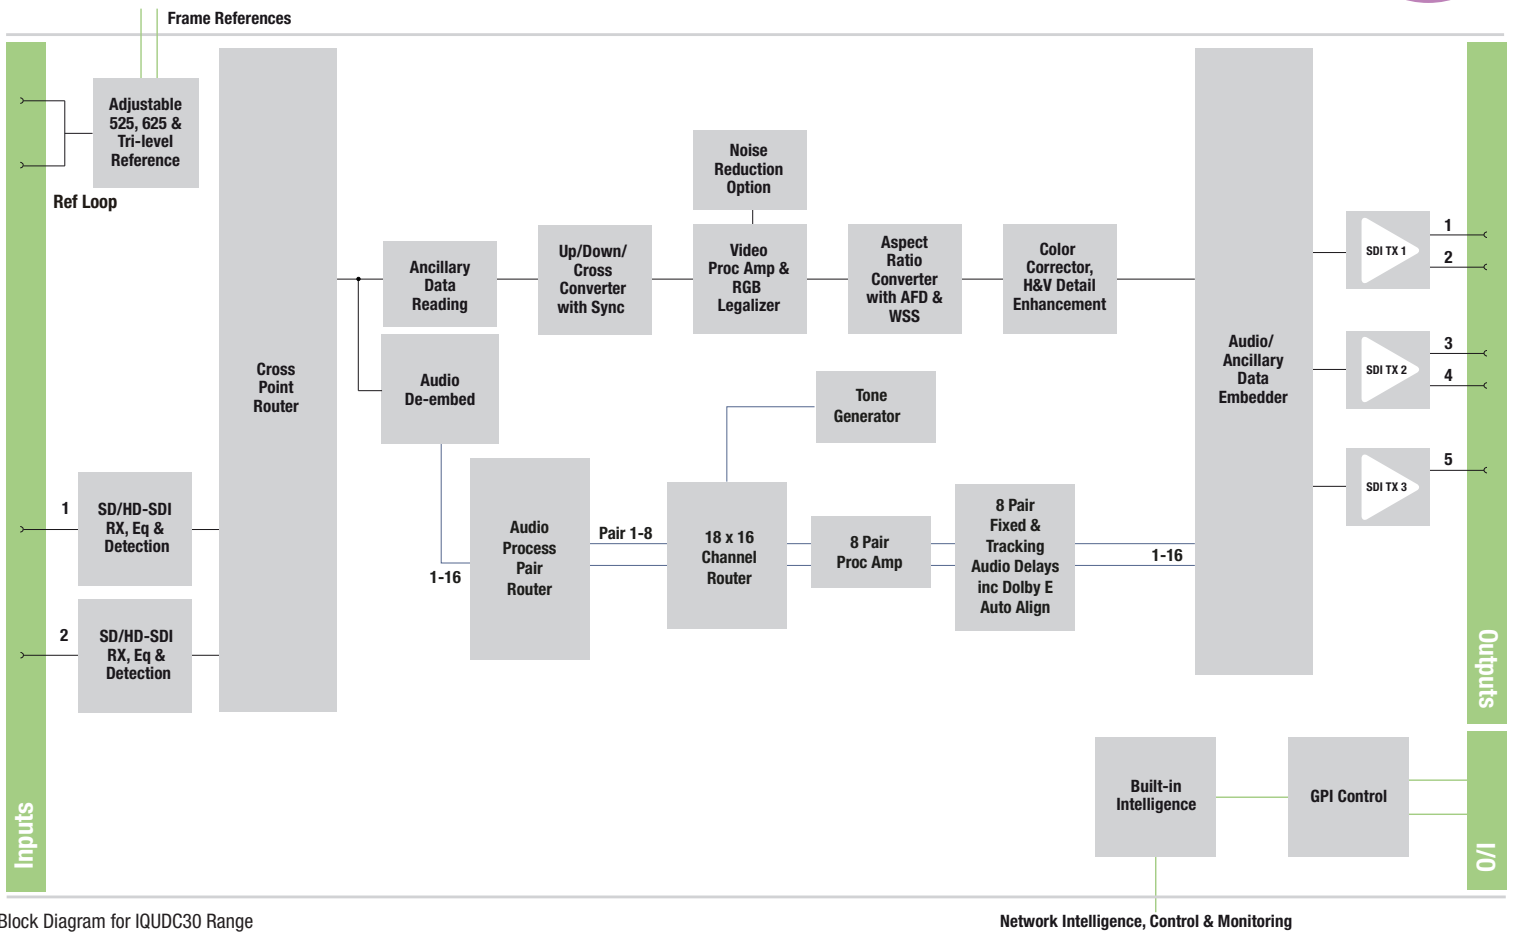 Frame References
Adjustable
525, 625 &
Tri-level
Reference
Ref Loop
Noise
Reduction
Option
Ancillary
Data
Reading
Up/Down/
Cross
Converter
with Sync
Video
Proc Amp &
RGB
Legalizer
Aspect
Ratio
Converter
with AFD &
WSS
Color
Corrector,
H&V Detail
Enhancement
SDI TX 1
1
2
Cross
Point
Router
Audio
De-embed
Tone
Generator
Audio/
Ancillary
Data
Embedder
SDI TX 2
3
4
SDI TX 3
5
1
SD/HD-SDI
RX, Eq &
Detection
1-16
Audio
Process
Pair
Router
Pair 1-8
18 x 16
Channel
Router
8 Pair
Proc Amp
8 Pair
Fixed &
Tracking
Audio Delays
inc Dolby E
Auto Align
1-16
2
SD/HD-SDI
RX, Eq &
Detection
Outputs
Inputs
Built-in
Intelligence
GPI Control
I/O
Block Diagram for IQUDC30 Range
Network Intelligence, Control & Monitoring